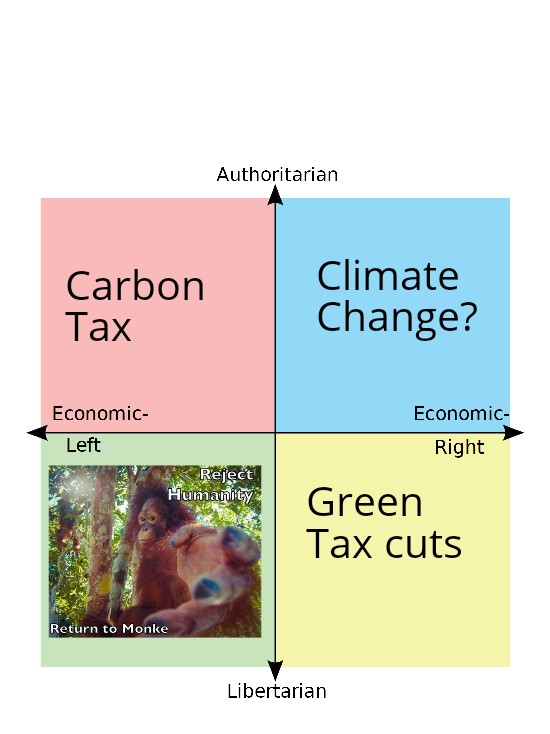 Authoritarian
Carbon
Tax
Climate
Change?
Economic-
Left
Economic-
Right
Reject
Humanity
Return to Monke
Green
Tax cuts
Libertarian